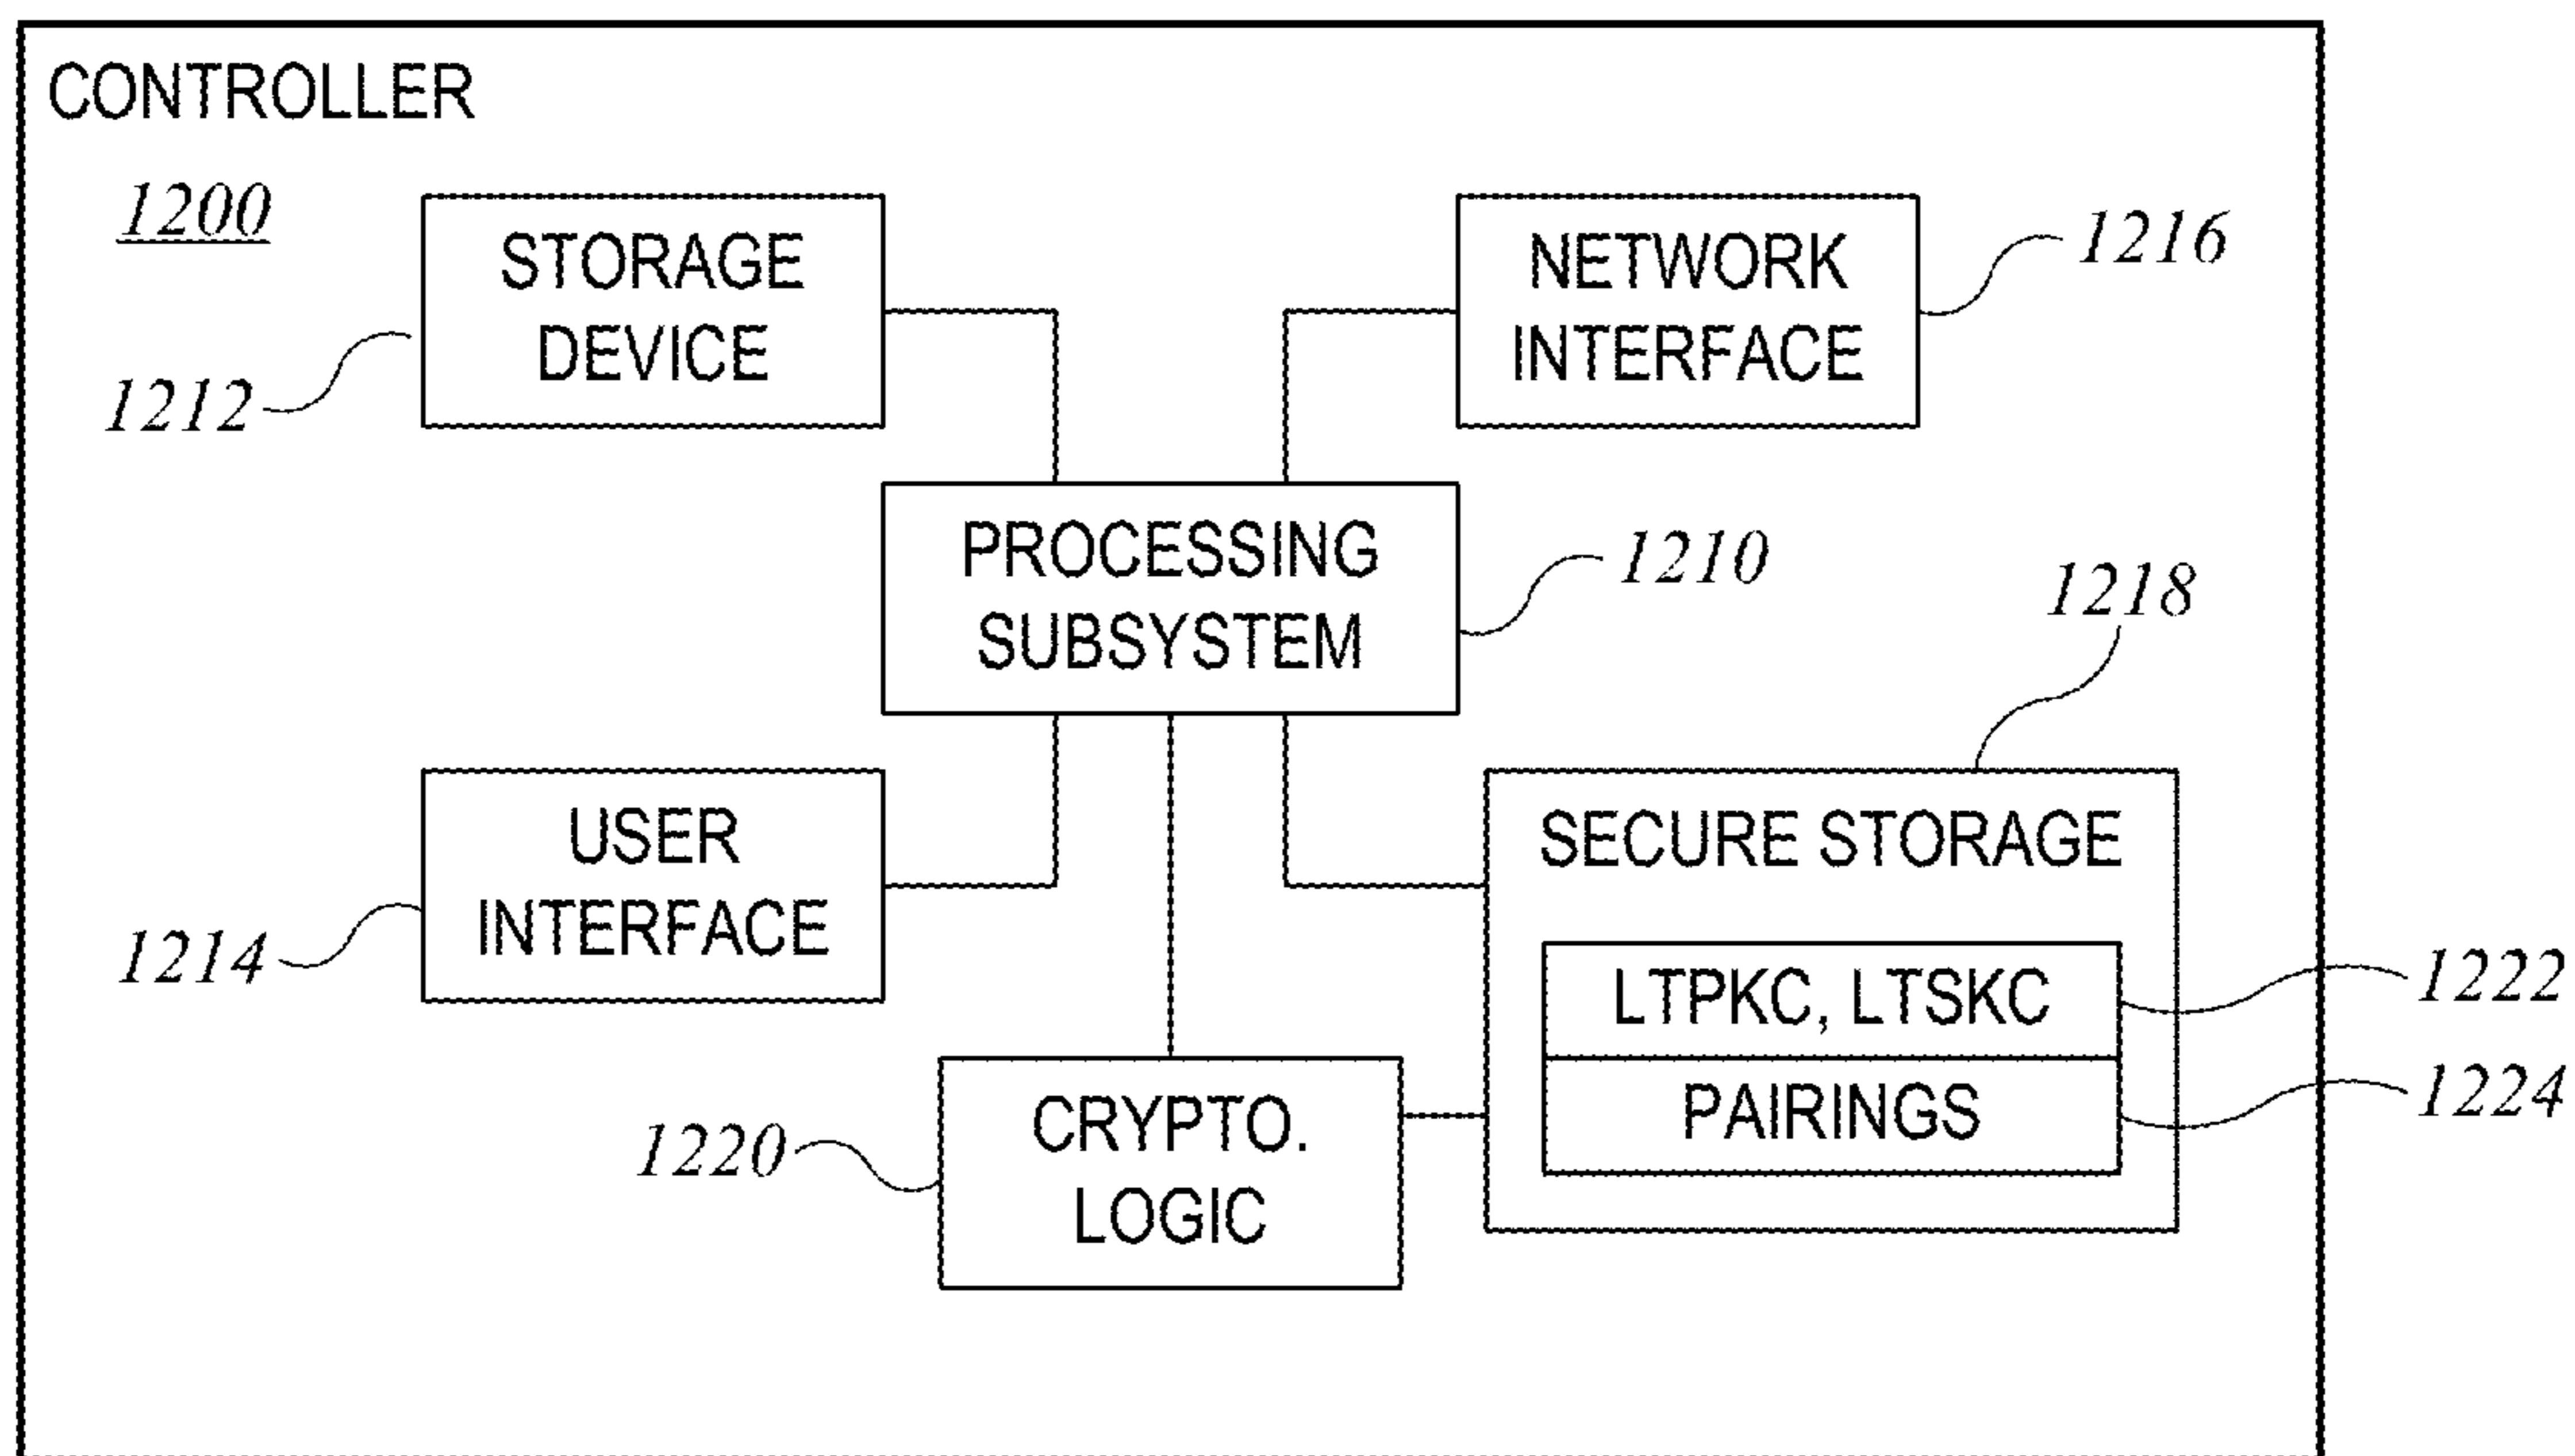 CONTROLLER
1200
STORAGE
DEVICE
1212
NETWORK
INTERFACE
1216
PROCESSING
SUBSYSTEM
1210
1218
USER
INTERFACE
1214
SECURE STORAGE
LTPKC, LTSKC
1222
PAIRINGS
1224
CRYPTO.
LOGIC
1220